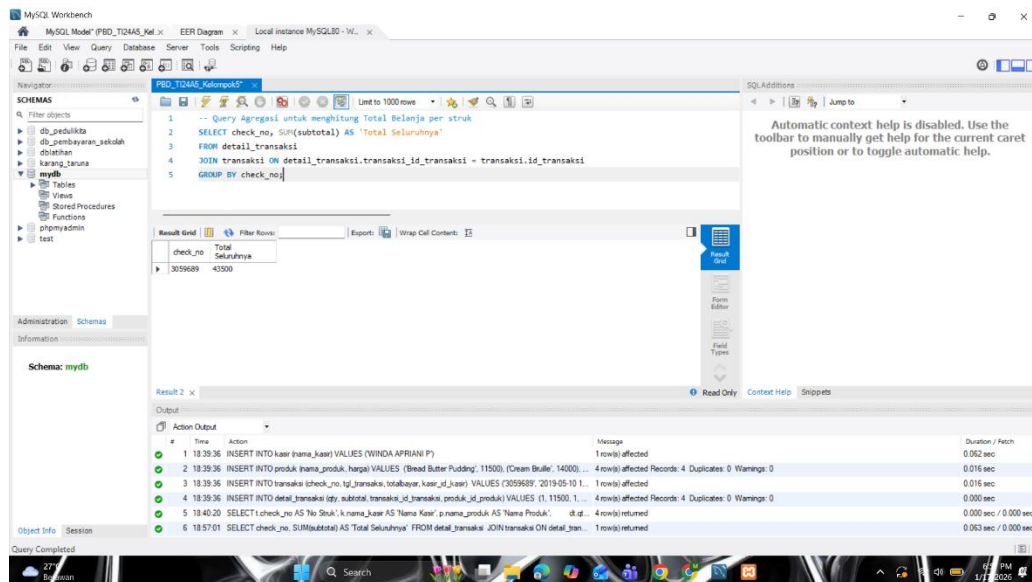 MySQL Workbench
MySQL Model* (PBD_TI24A5_Kel.. × EER Diagram × Local instance MySQL80 - W... ×
File Edit View Query Database Server Tools Scripting Help
Navigator
SCHEMAS
Filter objects
db_pedulikita
db_pembayaran_sekolah
dblatihan
karang_taruna
mydb
Tables
Views
Stored Procedures
Functions
phpmyadmin
test
Administration Schemas
Information
Schema: mydb
Object Info Session
Query Completed
PBD_TI24A5_Kelompok5* ×
Limit to 1000 rows
1 -- Query Agregasi untuk menghitung Total Belanja per struk
2 SELECT check_no, SUM(subtotal) AS 'Total Seluruhnya'
3 FROM detail_transaksi
4 JOIN transaksi ON detail_transaksi.transaksi_id_transaksi = transaksi.id_transaksi
5 GROUP BY check_no;
Result Grid Filter Rows: Export: Wrap Cell Content:
check_no Total Seluruhnya
3059689 43500
Result Grid
Form Editor
Field Types
Result 2 × Read Only
SQLAdditions
Jump to
Automatic context help is disabled. Use the
toolbar to manually get help for the current caret
position or to toggle automatic help.
Context Help Snippets
Output
Action Output
# Time Action Message Duration / Fetch
1 18:39:36 INSERT INTO kasir (nama_kasir) VALUES ('WINDA APRIANI P') 1 row(s) affected 0.062 sec
2 18:39:36 INSERT INTO produk (nama_produk, harga) VALUES ('Bread Butter Pudding', 11500), ('Cream Bruille', 14000), ... 4 row(s) affected Records: 4 Duplicates: 0 Warnings: 0 0.016 sec
3 18:39:36 INSERT INTO transaksi (check_no, tgl_transaksi, totalbayar, kasir_id_kasir) VALUES ('3059689', '2019-05-10 1... 1 row(s) affected 0.016 sec
4 18:39:36 INSERT INTO detail_transaksi (qty, subtotal, transaksi_id_transaksi, produk_id_produk) VALUES (1, 11500, 1, ... 4 row(s) affected Records: 4 Duplicates: 0 Warnings: 0 0.000 sec
5 18:40:20 SELECT t.check_no AS 'No Struk', k.nama_kasir AS 'Nama Kasir', p.nama_produk AS 'Nama Produk', dt.qt... 4 row(s) returned 0.000 sec / 0.000 sec
6 18:57:01 SELECT check_no, SUM(subtotal) AS 'Total Seluruhnya' FROM detail_transaksi JOIN transaksi ON detail_tran... 1 row(s) returned 0.063 sec / 0.000 sec
27°
Berawan
Search
PM